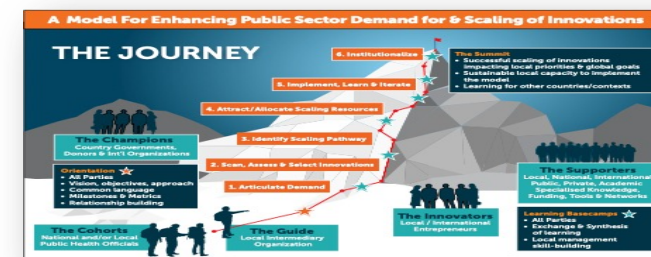 A Model For Enhancing Public Sector Demand for & Scaling of Innovations
THE JOURNEY
6. Institutionalize
The Summit
• Successful scaling of innovations
impacting local priorities & global goals
• Sustainable local capacity to implement
the model
• Learning for other countries/contexts
5. Implement, Learn & Iterate
4. Attract/Allocate Scaling Resources
3. Identify Scaling Pathway
2. Scan, Assess & Select Innovations
1. Articulate Demand
The Champions
Country Governments,
Donors & Int'l Organizations
Orientation
• All Parties
• Vision, objectives, approach
• Common language
• Milestones & Metrics
• Relationship building
The Cohorts
National and/or Local
Public Health Officials
The Guide
Local Intermediary
Organization
The Innovators
Local / International
Entrepreneurs
The Supporters
Local, National, International
Public, Private, Academic
Specialised Knowledge,
Funding, Tools & Networks
Learning Basecamps
• All Parties
• Exchange & Synthesis
of learning
• Local management
skill-building